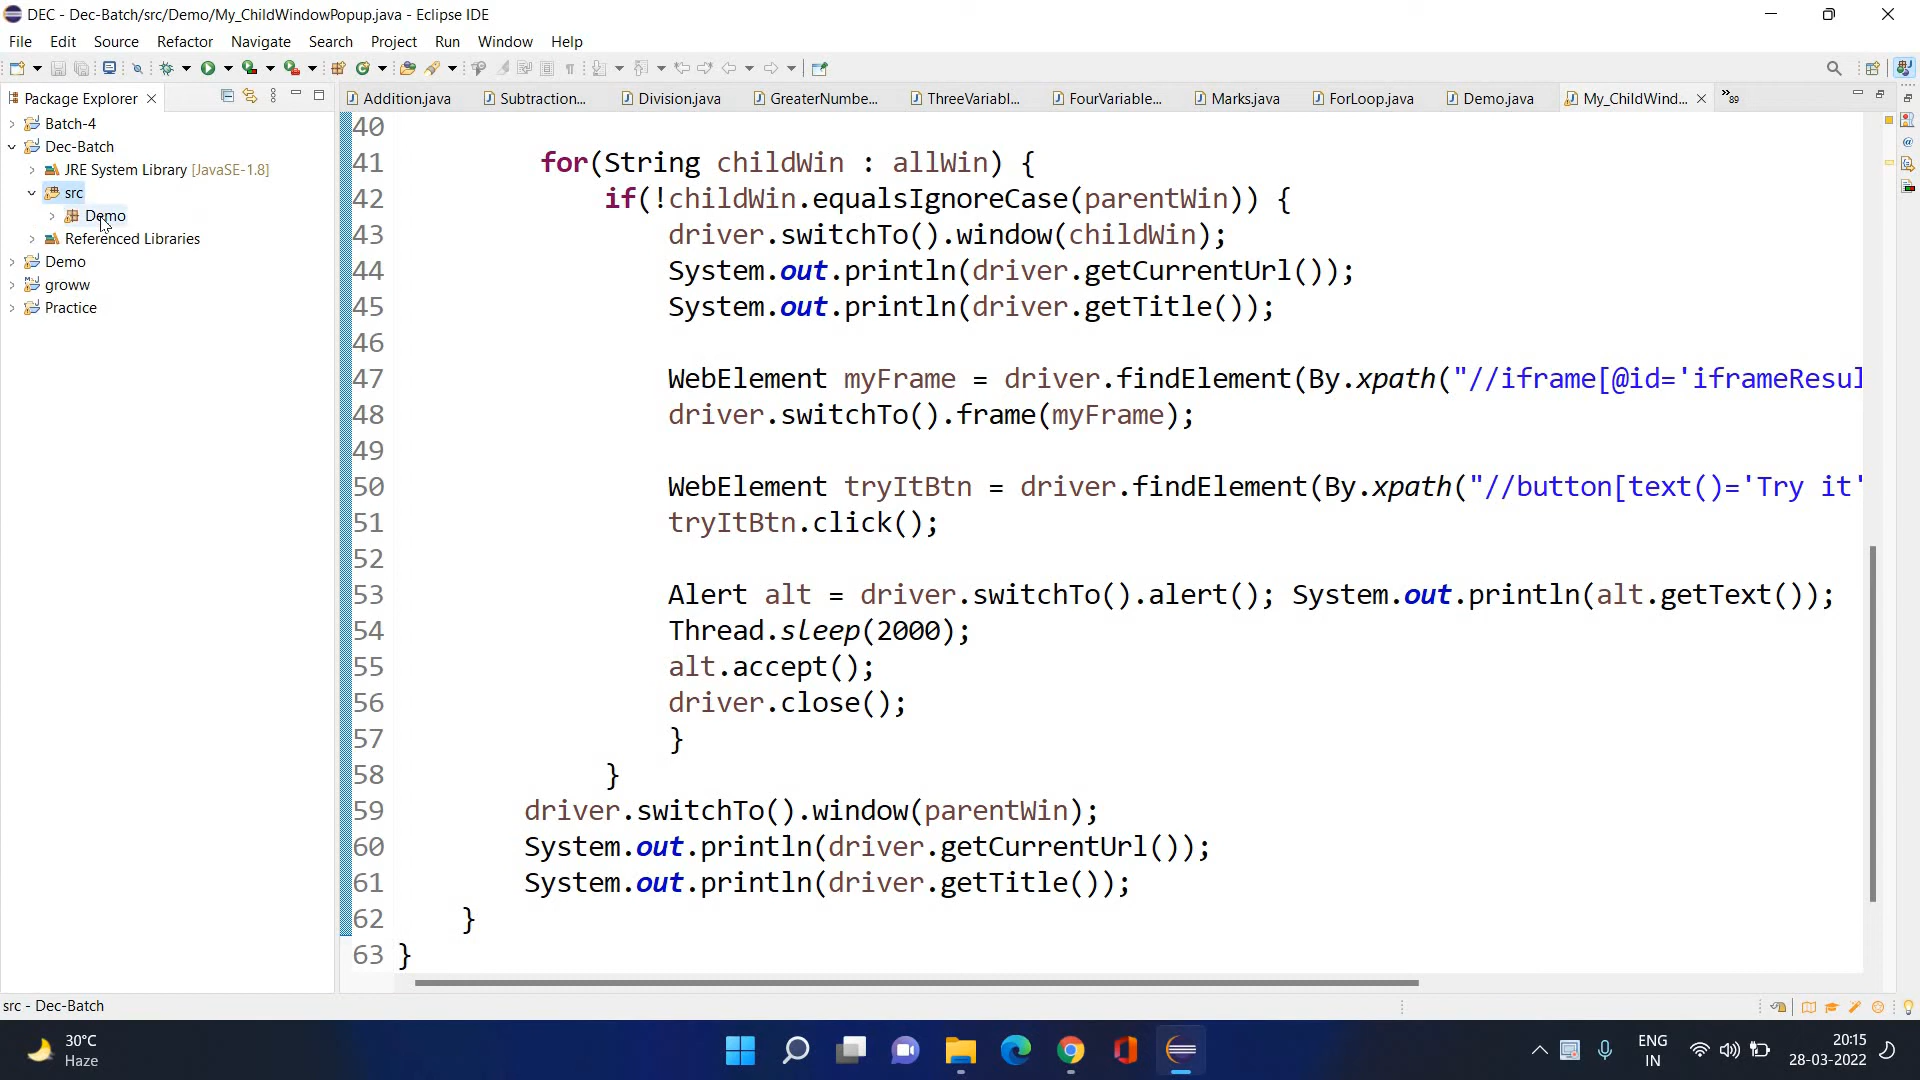 DEC - Dec-Batch/src/Demo/My_ChildWindowPopup.java - Eclipse IDE
File Edit Source Refactor Navigate Search Project Run Window Help
Package Explorer
Addition.java Subtraction... Division.java GreaterNumbe... ThreeVariabl... FourVariable... Marks.java ForLoop.java Demo.java My_ChildWind... »89
Batch-4
Dec-Batch
JRE System Library [JavaSE-1.8]
src
Demo
Referenced Libraries
Demo
groww
Practice
40
41 for(String childWin : allWin) {
42 if(!childWin.equalsIgnoreCase(parentWin)) {
43 driver.switchTo().window(childWin);
44 System.out.println(driver.getCurrentUrl());
45 System.out.println(driver.getTitle());
46
47 WebElement myFrame = driver.findElement(By.xpath("//iframe[@id='iframeResul
48 driver.switchTo().frame(myFrame);
49
50 WebElement tryItBtn = driver.findElement(By.xpath("//button[text()='Try it'
51 tryItBtn.click();
52
53 Alert alt = driver.switchTo().alert(); System.out.println(alt.getText());
54 Thread.sleep(2000);
55 alt.accept();
56 driver.close();
57 }
58 }
59 driver.switchTo().window(parentWin);
60 System.out.println(driver.getCurrentUrl());
61 System.out.println(driver.getTitle());
62 }
63 }
src - Dec-Batch
30°C
Haze
ENG
IN
20:15
28-03-2022